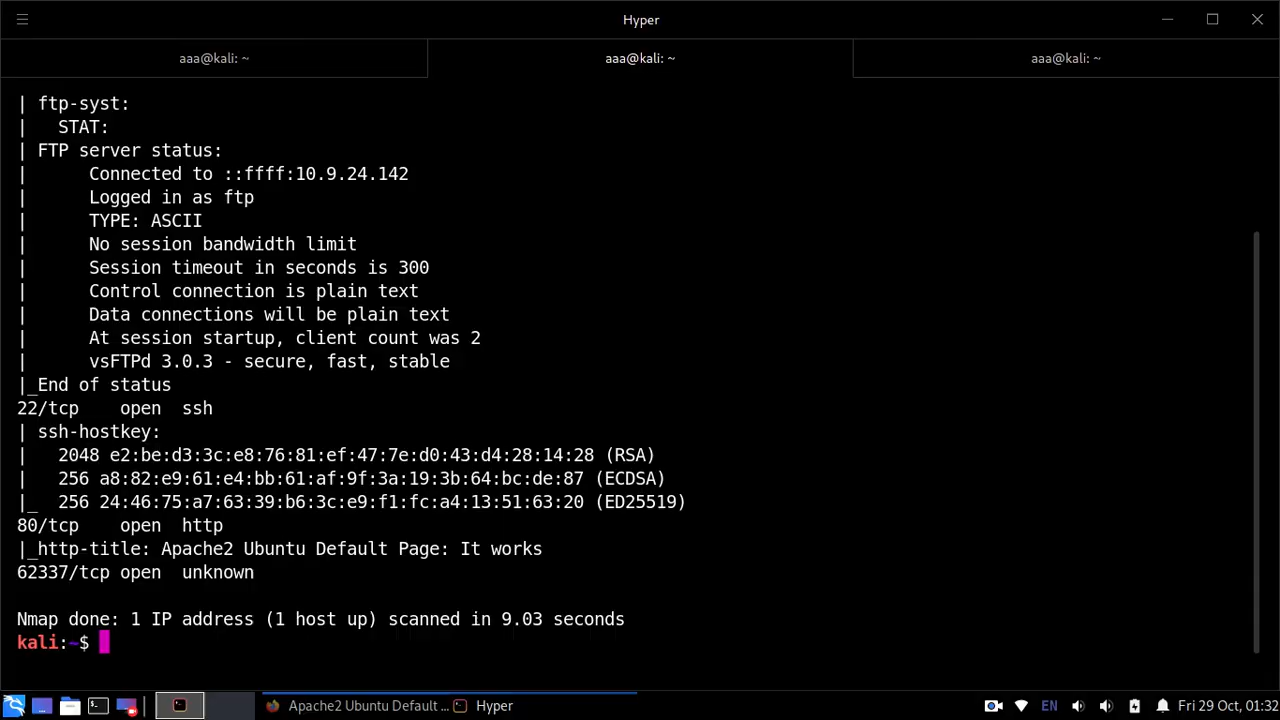 Hyper
aaa@kali: ~
aaa@kali: ~
aaa@kali: ~
| ftp-syst:
|   STAT:
| FTP server status:
|      Connected to ::ffff:10.9.24.142
|      Logged in as ftp
|      TYPE: ASCII
|      No session bandwidth limit
|      Session timeout in seconds is 300
|      Control connection is plain text
|      Data connections will be plain text
|      At session startup, client count was 2
|      vsFTPd 3.0.3 - secure, fast, stable
|_End of status
22/tcp    open  ssh
| ssh-hostkey:
|   2048 e2:be:d3:3c:e8:76:81:ef:47:7e:d0:43:d4:28:14:28 (RSA)
|   256 a8:82:e9:61:e4:bb:61:af:9f:3a:19:3b:64:bc:de:87 (ECDSA)
|_  256 24:46:75:a7:63:39:b6:3c:e9:f1:fc:a4:13:51:63:20 (ED25519)
80/tcp    open  http
|_http-title: Apache2 Ubuntu Default Page: It works
62337/tcp open  unknown
Nmap done: 1 IP address (1 host up) scanned in 9.03 seconds
kali:~$
Apache2 Ubuntu Default ...
Hyper
EN
Fri 29 Oct, 01:32